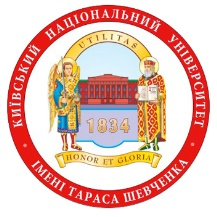 КИЇВСЬКИЙ НАЦІОНАЛЬНИЙ УНІВЕРСИТЕТ
ІМЕНІ ТАРАСА ШЕВЧЕНКА
UTILITAS
1834
HONOR ET GLORIA